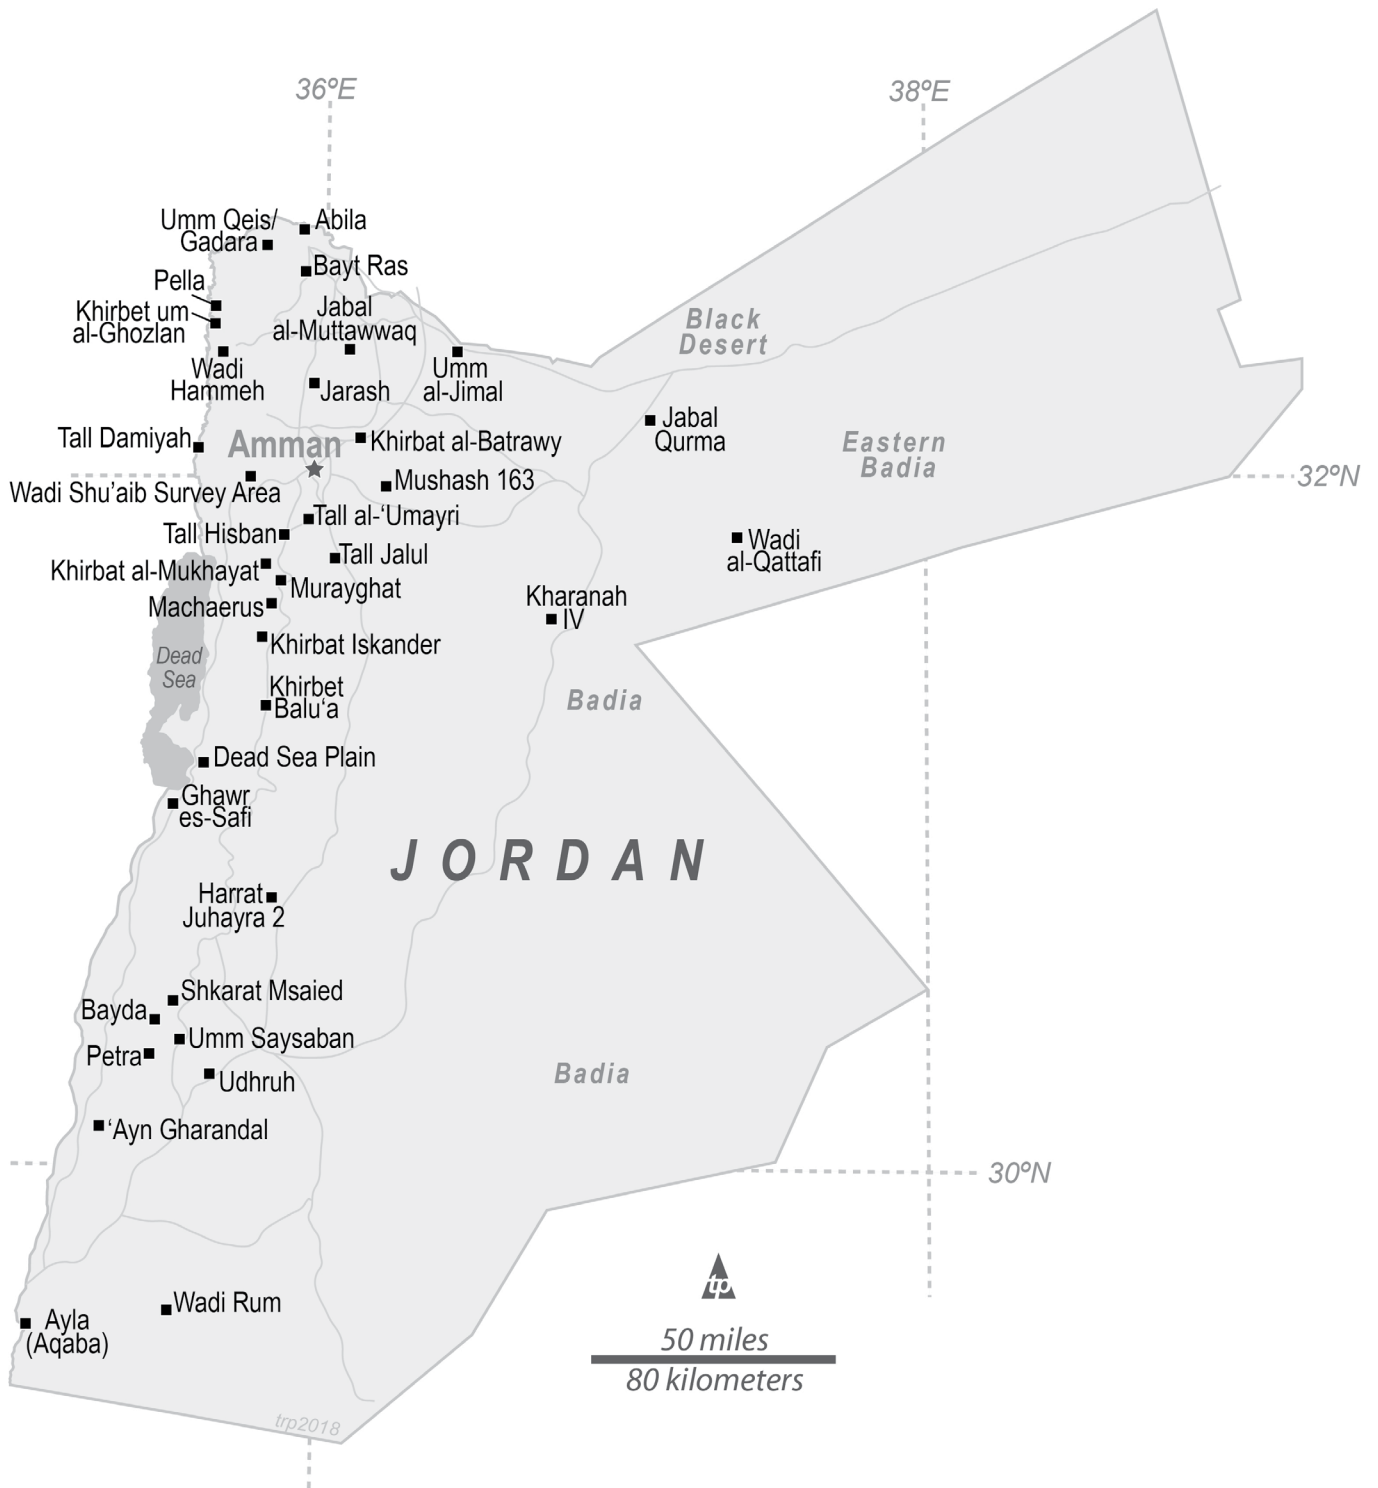 36ºE
38ºE
Umm Qeis/
Gadara
Abila
Bayt Ras
Pella
Khirbet um
al-Ghozlan
Jabal
al-Muttawwaq
Black
Desert
Wadi
Hammeh
Umm
al-Jimal
Jarash
Jabal
Qurma
Tall Damiyah
Amman
Khirbat al-Batrawy
Eastern
Badia
32ºN
Wadi Shu’aib Survey Area
Mushash 163
Tall al-‘Umayri
Tall Hisban
Tall Jalul
Wadi
al-Qattafi
Khirbat al-Mukhayat
Murayghat
Machaerus
Kharanah
IV
Khirbat Iskander
Dead
Sea
Khirbet
Balu‘a
Badia
Dead Sea Plain
Ghawr
es-Safi
JORDAN
Harrat
Juhayra 2
Shkarat Msaied
Bayda
Umm Saysaban
Petra
Udhruh
Badia
‘Ayn Gharandal
30ºN
tp
Wadi Rum
Ayla
(Aqaba)
50 miles
80 kilometers
trp2018